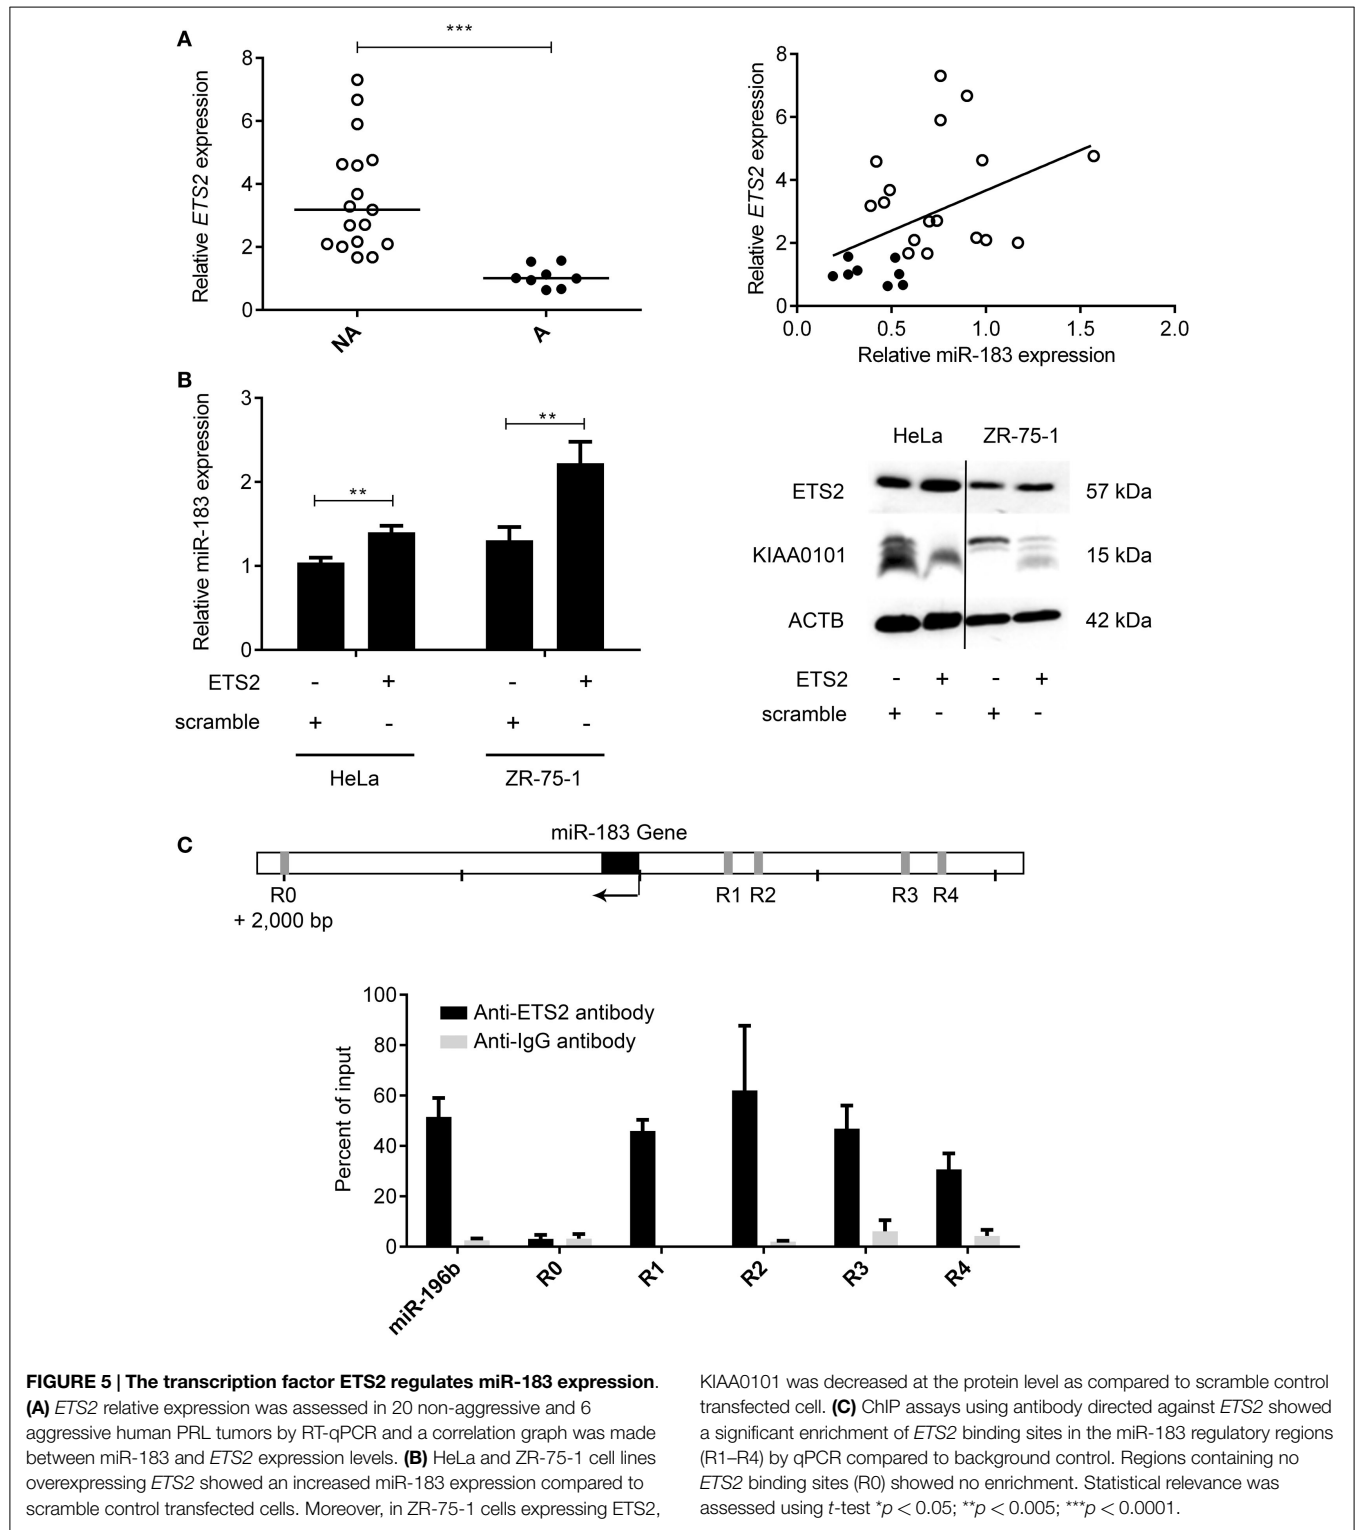 A
***
Relative ETS2 expression
8
6
4
2
0
NA
A
Relative ETS2 expression
8
6
4
2
0
0.0 0.5 1.0 1.5 2.0
Relative miR-183 expression
B
Relative miR-183 expression
3
2
1
0
**
**
ETS2 - + - +
scramble + - + -
HeLa ZR-75-1
HeLa ZR-75-1
ETS2 57 kDa
KIAA0101 15 kDa
ACTB 42 kDa
ETS2 - + - +
scramble + - + -
C
miR-183 Gene
R0 R1 R2 R3 R4
+ 2,000 bp
Percent of input
100
80
60
40
20
0
Anti-ETS2 antibody
Anti-IgG antibody
miR-196b R0 R1 R2 R3 R4
FIGURE 5 | The transcription factor ETS2 regulates miR-183 expression.
(A) ETS2 relative expression was assessed in 20 non-aggressive and 6
aggressive human PRL tumors by RT-qPCR and a correlation graph was made
between miR-183 and ETS2 expression levels. (B) HeLa and ZR-75-1 cell lines
overexpressing ETS2 showed an increased miR-183 expression compared to
scramble control transfected cells. Moreover, in ZR-75-1 cells expressing ETS2,
KIAA0101 was decreased at the protein level as compared to scramble control
transfected cell. (C) ChIP assays using antibody directed against ETS2 showed
a significant enrichment of ETS2 binding sites in the miR-183 regulatory regions
(R1–R4) by qPCR compared to background control. Regions containing no
ETS2 binding sites (R0) showed no enrichment. Statistical relevance was
assessed using t-test *p < 0.05; **p < 0.005; ***p < 0.0001.